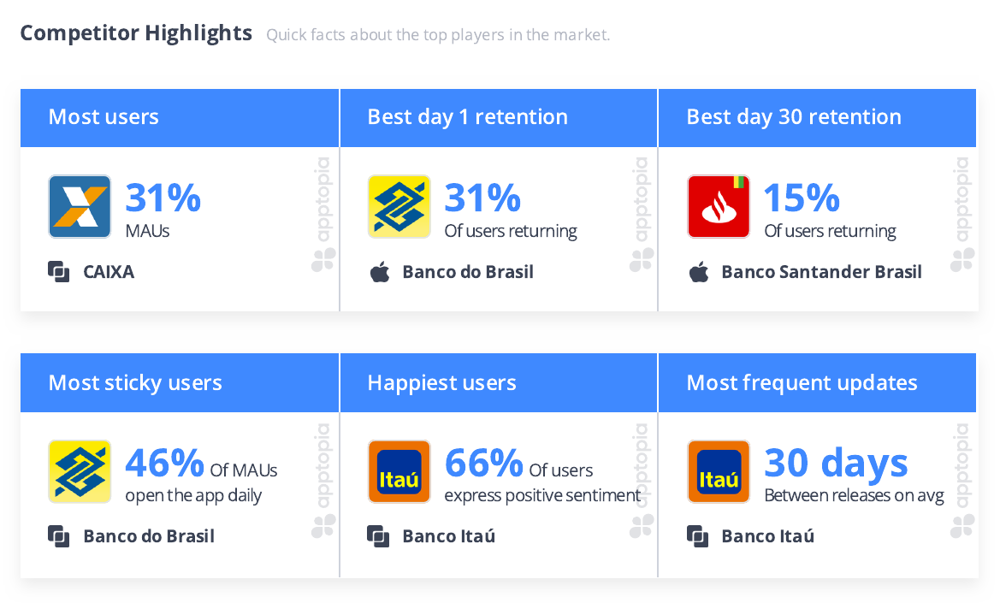 Competitor Highlights Quick facts about the top players in the market.
Most users
Best day 1 retention
Best day 30 retention
31%
MAUs
CAIXA
apptopia
31%
Of users returning
Banco do Brasil
apptopia
15%
Of users returning
Banco Santander Brasil
apptopia
Most sticky users
Happiest users
Most frequent updates
46% Of MAUs
open the app daily
Banco do Brasil
apptopia
Itaú
66% Of users
express positive sentiment
Banco Itaú
apptopia
Itaú
30 days
Between releases on avg
Banco Itaú
apptopia